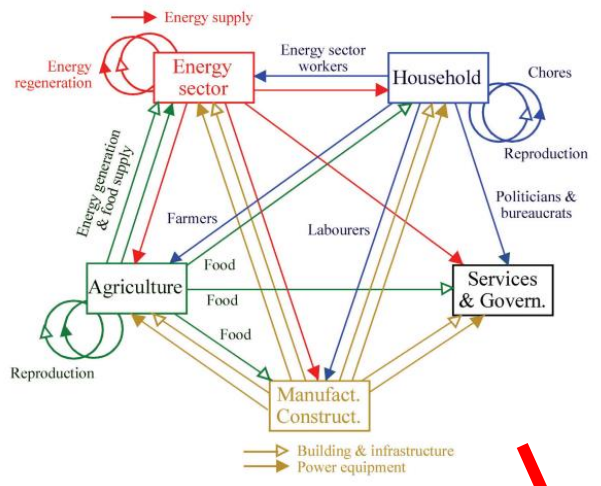 Energy supply
Energy
regeneration
Energy
sector
Energy sector
workers
Household
Chores
Reproduction
Energy generation
& food supply
Farmers
Labourers
Politicians &
bureaucrats
Agriculture
Food
Food
Food
Services
& Govern.
Reproduction
Manufact.
Construct.
Building & infrastructure
Power equipment